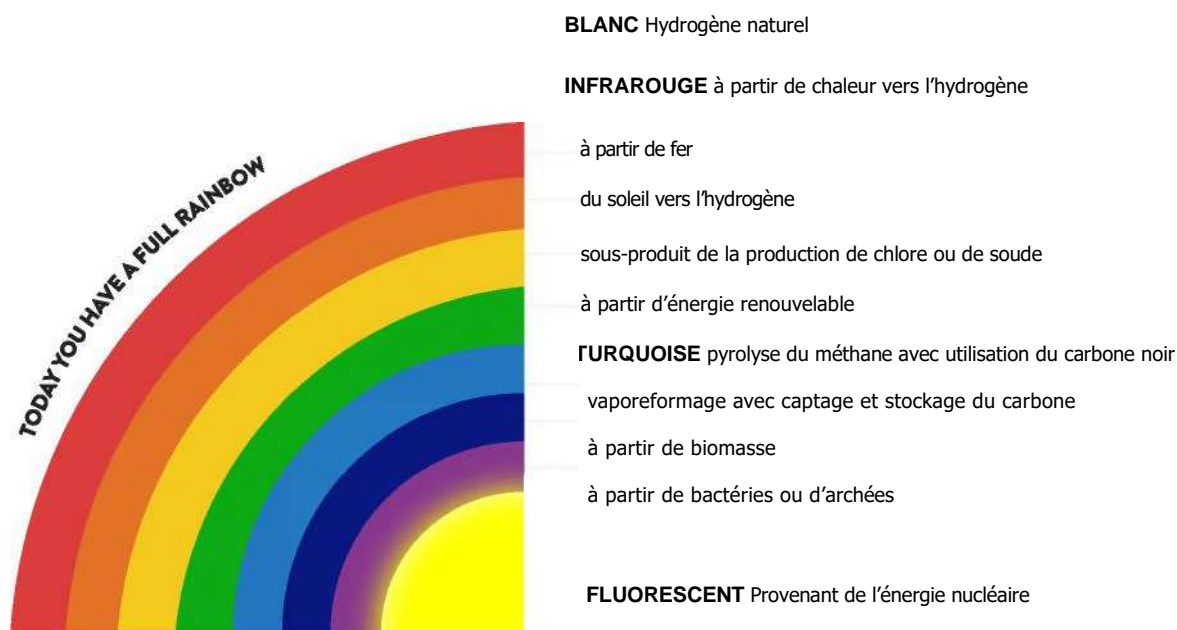 BLANC Hydrogène naturel
INFRAROUGE à partir de chaleur vers l’hydrogène
à partir de fer
TODAY YOU HAVE A FULL RAINBOW
du soleil vers l’hydrogène
sous-produit de la production de chlore ou de soude
à partir d’énergie renouvelable
TURQUOISE pyrolyse du méthane avec utilisation du carbone noir
vaporeformage avec captage et stockage du carbone
à partir de biomasse
à partir de bactéries ou d’archées
FLUORESCENT Provenant de l’énergie nucléaire